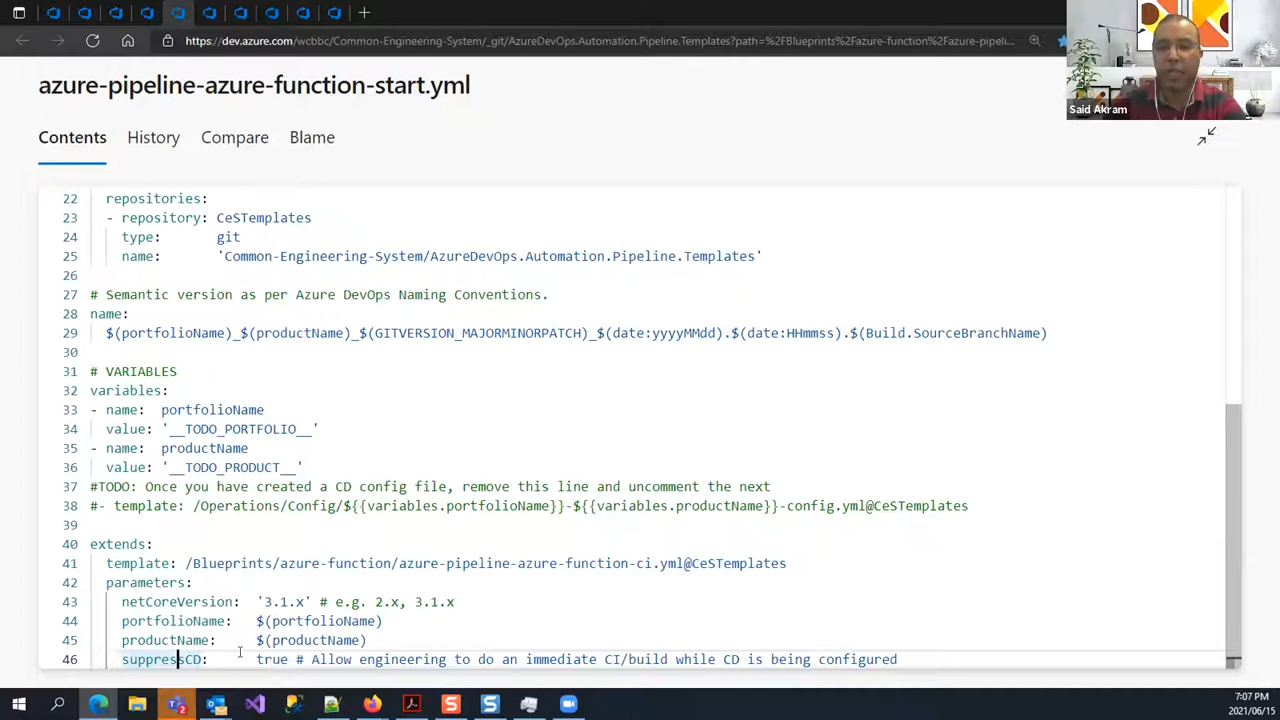 https://dev.azure.com/wcbbc/Common-Engineering-System/_git/AzureDevOps.Automation.Pipeline.Templates?path=%2FBlueprints%2Fazure-function%2Fazure-pipeli...
Said Akram
azure-pipeline-azure-function-start.yml
Contents History Compare Blame
22 repositories:
23 - repository: CeSTemplates
24 type: git
25 name: 'Common-Engineering-System/AzureDevOps.Automation.Pipeline.Templates'
26
27 # Semantic version as per Azure DevOps Naming Conventions.
28 name:
29 $(portfolioName)_$(productName)_$(GITVERSION_MAJORMINORPATCH)_$(date:yyyyMMdd).$(date:HHmmss).$(Build.SourceBranchName)
30
31 # VARIABLES
32 variables:
33 - name: portfolioName
34 value: '__TODO_PORTFOLIO__'
35 - name: productName
36 value: '__TODO_PRODUCT__'
37 #TODO: Once you have created a CD config file, remove this line and uncomment the next
38 #- template: /Operations/Config/${{variables.portfolioName}}-${{variables.productName}}-config.yml@CeSTemplates
39
40 extends:
41 template: /Blueprints/azure-function/azure-pipeline-azure-function-ci.yml@CeSTemplates
42 parameters:
43 netCoreVersion: '3.1.x' # e.g. 2.x, 3.1.x
44 portfolioName: $(portfolioName)
45 productName: $(productName)
46 suppressCD: true # Allow engineering to do an immediate CI/build while CD is being configured
7:07 PM
2021/06/15